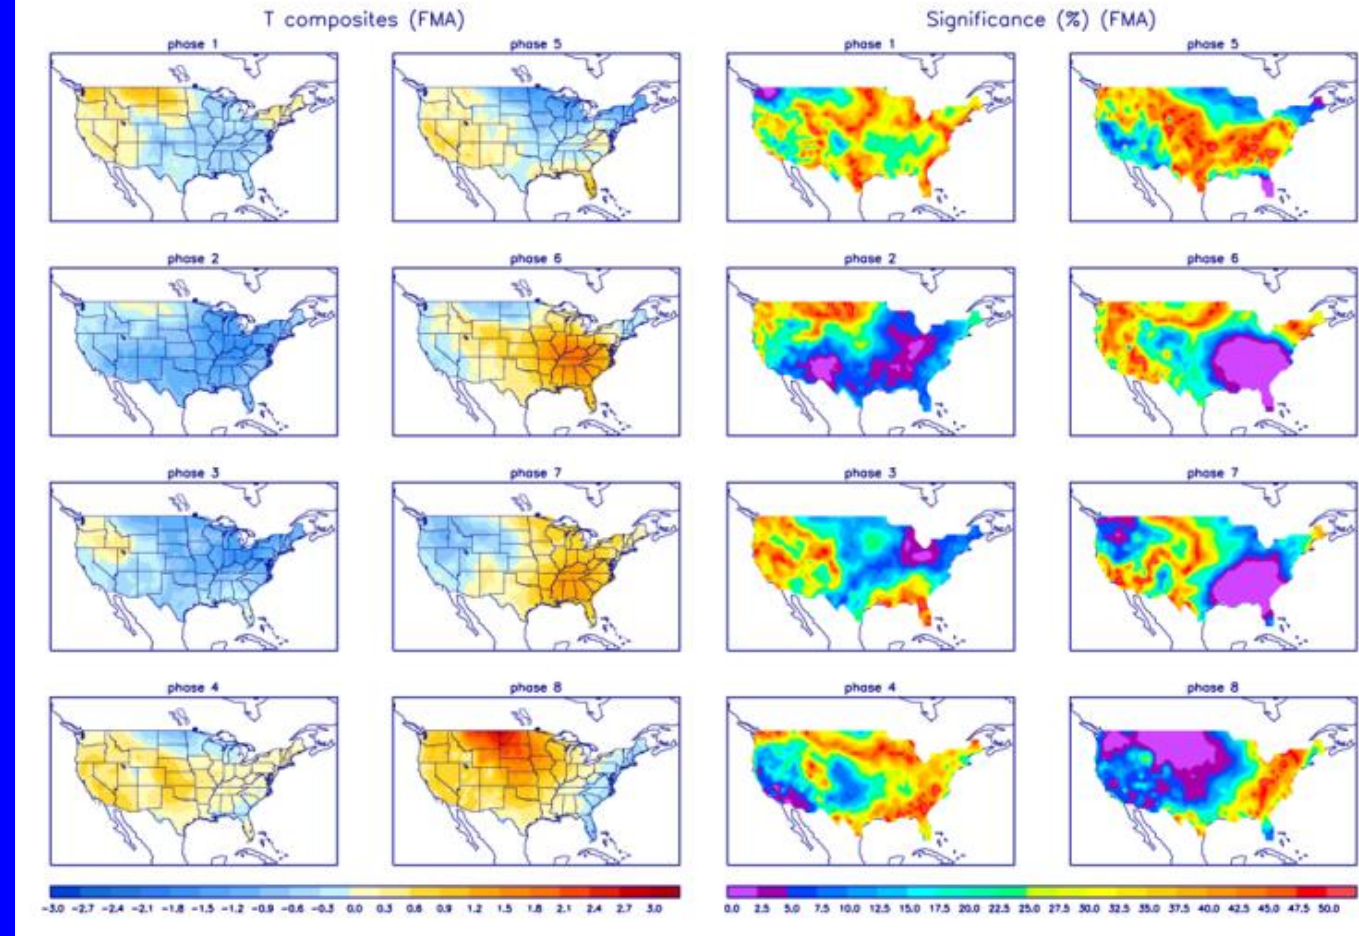 T composites (FMA) Significance (%) (FMA)
phase 1 phase 5 phase 1 phase 5
phase 2 phase 6 phase 2 phase 6
phase 3 phase 7 phase 3 phase 7
phase 4 phase 8 phase 4 phase 8
-3.0 -2.7 -2.4 -2.1 -1.8 -1.5 -1.2 -0.9 -0.6 -0.3 0.0 0.3 0.6 0.9 1.2 1.5 1.8 2.1 2.4 2.7 3.0 0.0 2.5 5.0 7.5 10.0 12.5 15.0 17.5 20.0 22.5 25.0 27.5 30.0 32.5 35.0 37.5 40.0 42.5 45.0 47.5 50.0